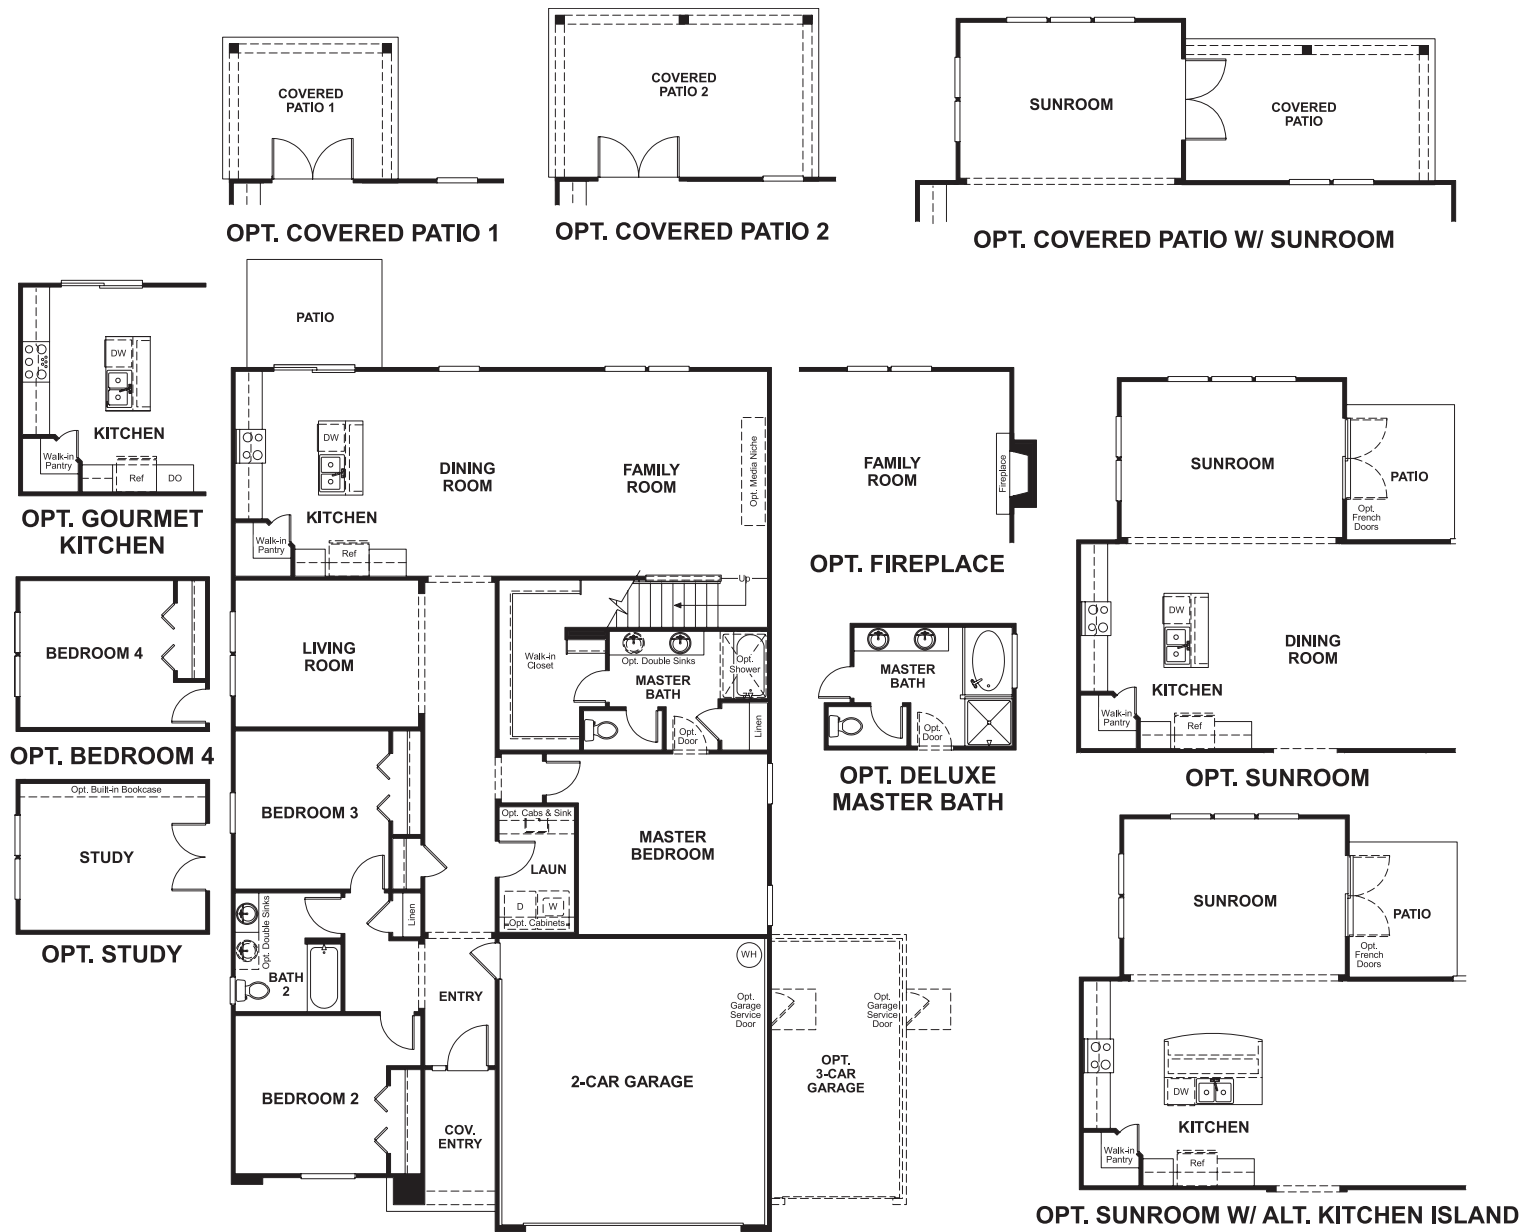 COVERED
PATIO 1
OPT. COVERED PATIO 1
COVERED
PATIO 2
OPT. COVERED PATIO 2
SUNROOM
COVERED
PATIO
OPT. COVERED PATIO W/ SUNROOM
DW
KITCHEN
Walk-in
Pantry
Ref
DO
OPT. GOURMET
KITCHEN
BEDROOM 4
OPT. BEDROOM 4
Opt. Built-in Bookcase
STUDY
OPT. STUDY
PATIO
DW
KITCHEN
Walk-in
Pantry
Ref
DINING
ROOM
FAMILY
ROOM
Opt. Media Niche
Up
LIVING
ROOM
Walk-in
Closet
Opt. Double Sinks
MASTER
BATH
Opt.
Shower
Opt.
Door
Linen
BEDROOM 3
Opt. Cabs & Sink
LAUN
D
W
Opt. Cabinets
MASTER
BEDROOM
Linen
Opt. Double Sinks
BATH
2
ENTRY
WH
Opt.
Garage
Service
Door
Opt.
Garage
Service
Door
BEDROOM 2
COV.
ENTRY
2-CAR GARAGE
OPT.
3-CAR
GARAGE
FAMILY
ROOM
Fireplace
OPT. FIREPLACE
MASTER
BATH
Opt.
Door
OPT. DELUXE
MASTER BATH
SUNROOM
PATIO
Opt.
French
Doors
DW
DINING
ROOM
KITCHEN
Walk-in
Pantry
Ref
OPT. SUNROOM
SUNROOM
PATIO
Opt.
French
Doors
DW
KITCHEN
Walk-in
Pantry
Ref
OPT. SUNROOM W/ ALT. KITCHEN ISLAND